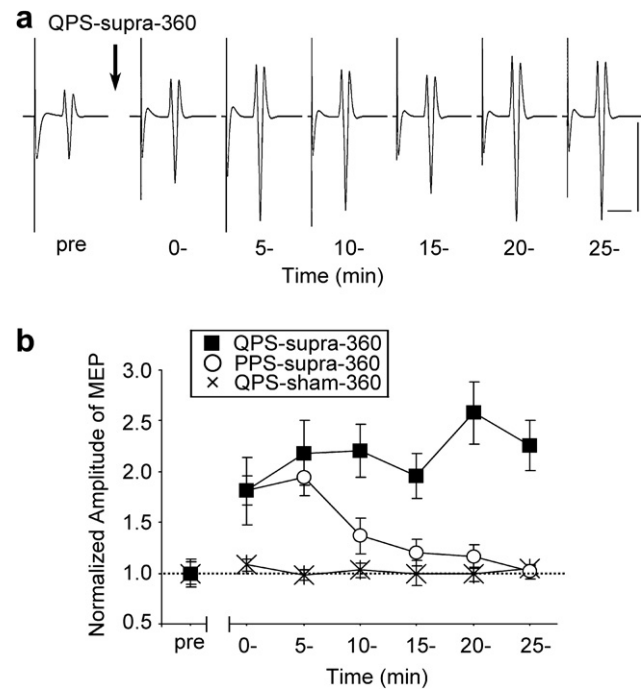 a
QPS-supra-360
pre 0- 5- 10- 15- 20- 25-
Time (min)
b
QPS-supra-360
PPS-supra-360
QPS-sham-360
Normalized Amplitude of MEP
3.0
2.5
2.0
1.5
1.0
0.5
pre 0- 5- 10- 15- 20- 25-
Time (min)